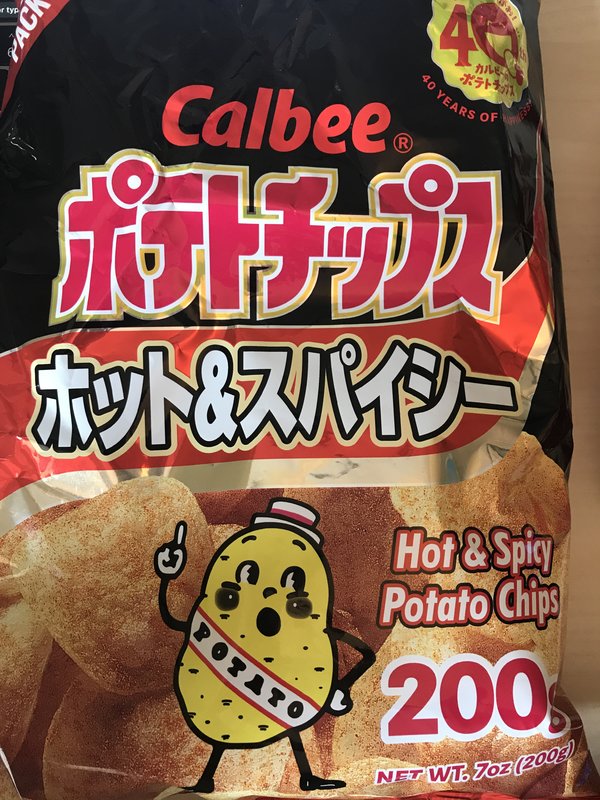 PACK
40
カルビー
ポテトチップス
40 YEARS OF
Calbee®
ポテトチップス
ホット&スパイシー
Hot & Spicy
Potato Chips
POTATO
200g
NET WT. 7oz (200g)